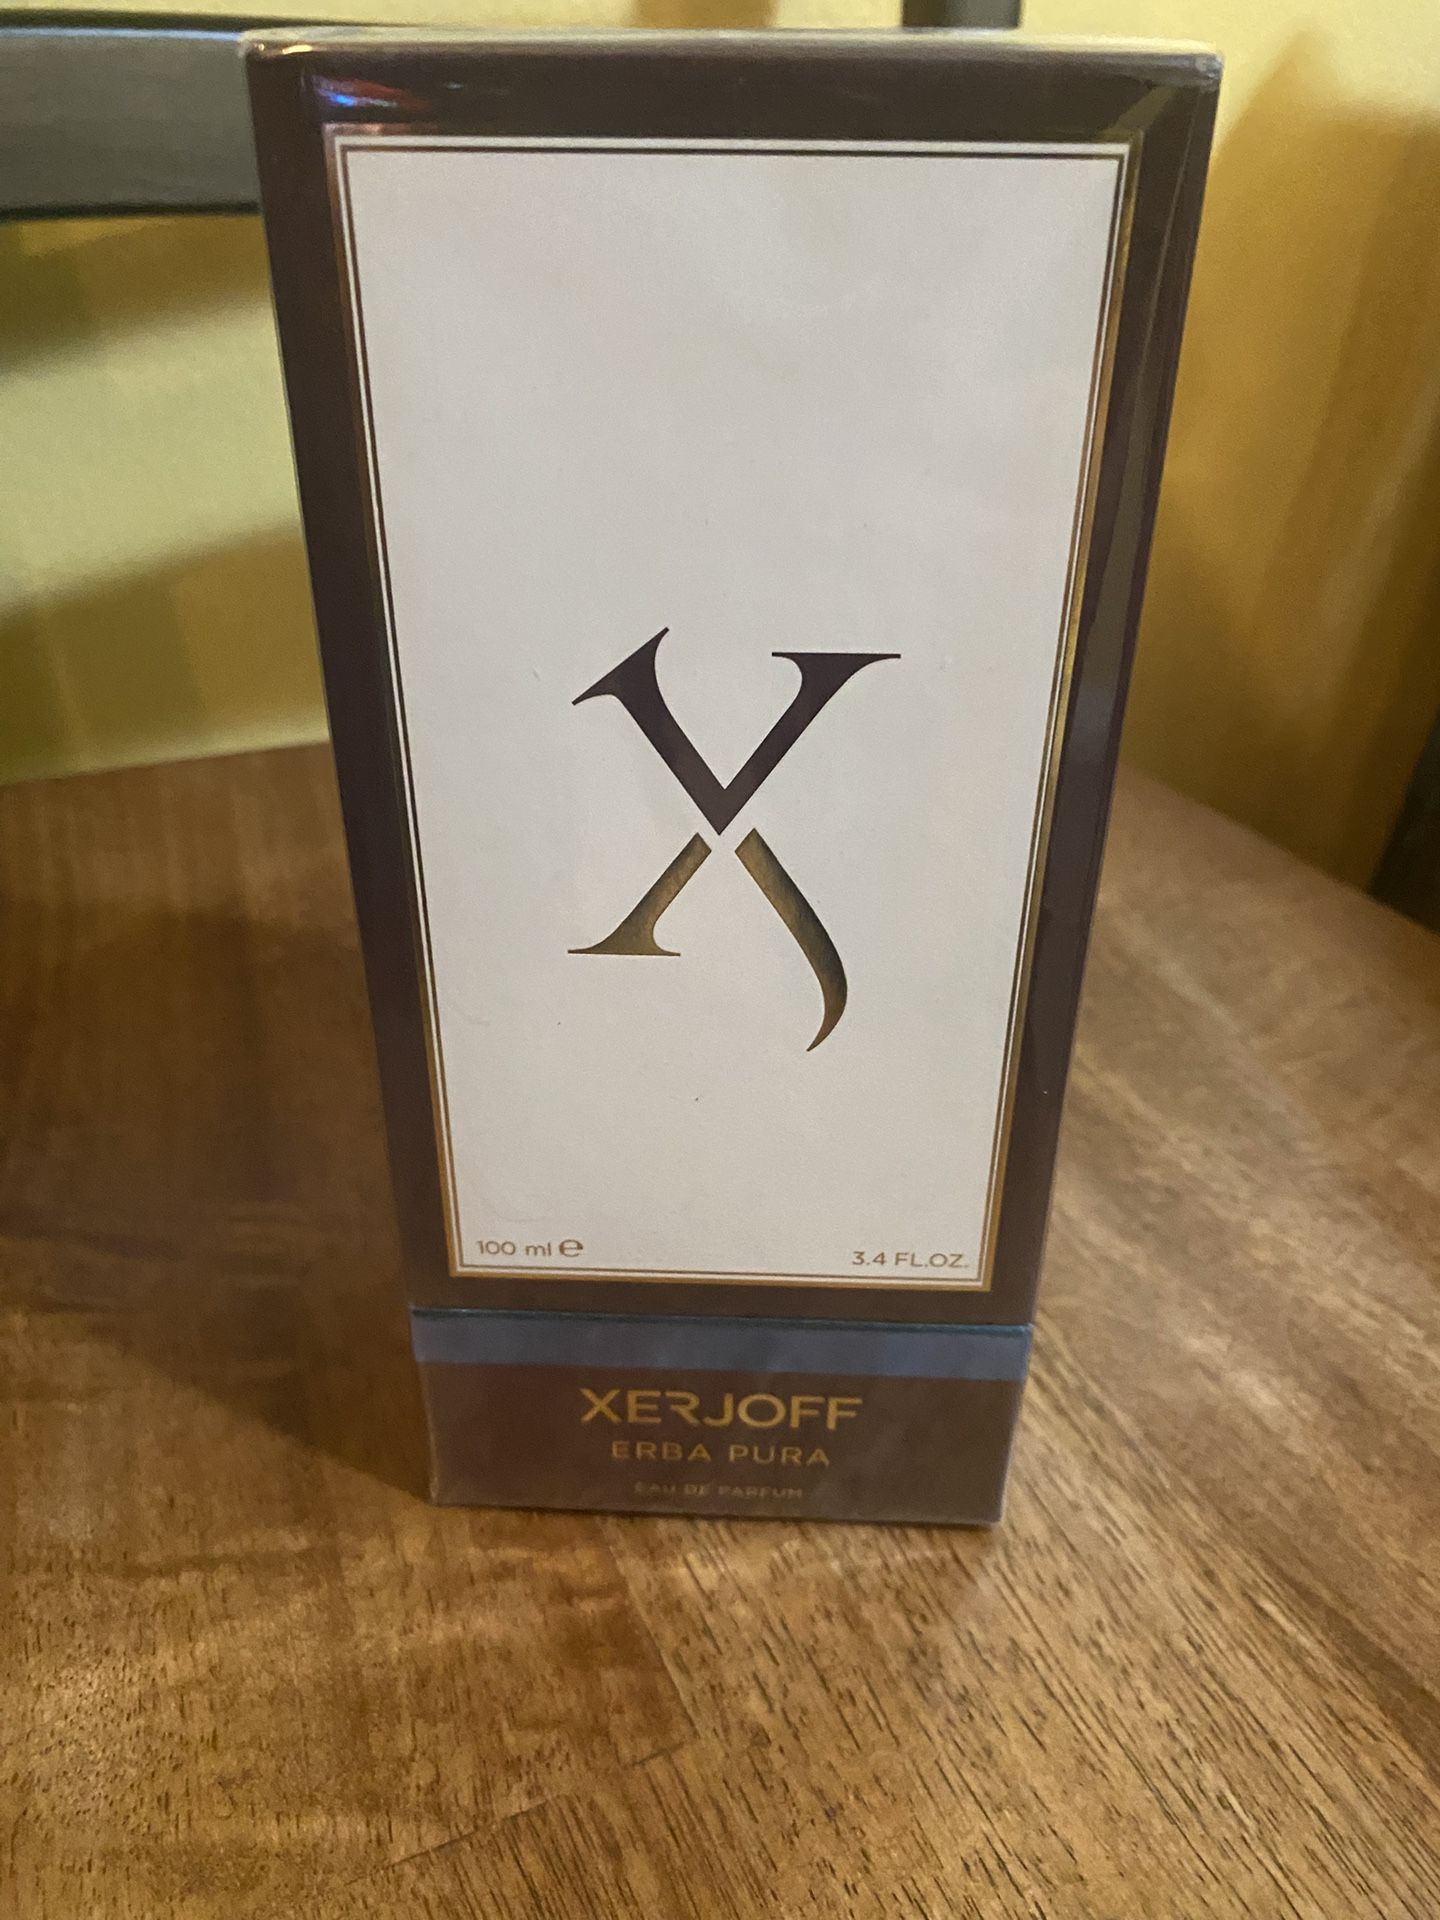 X
100 ml ℮
3.4 FL.OZ.
XERJOFF
ERBA PURA
EAU DE PARFUM